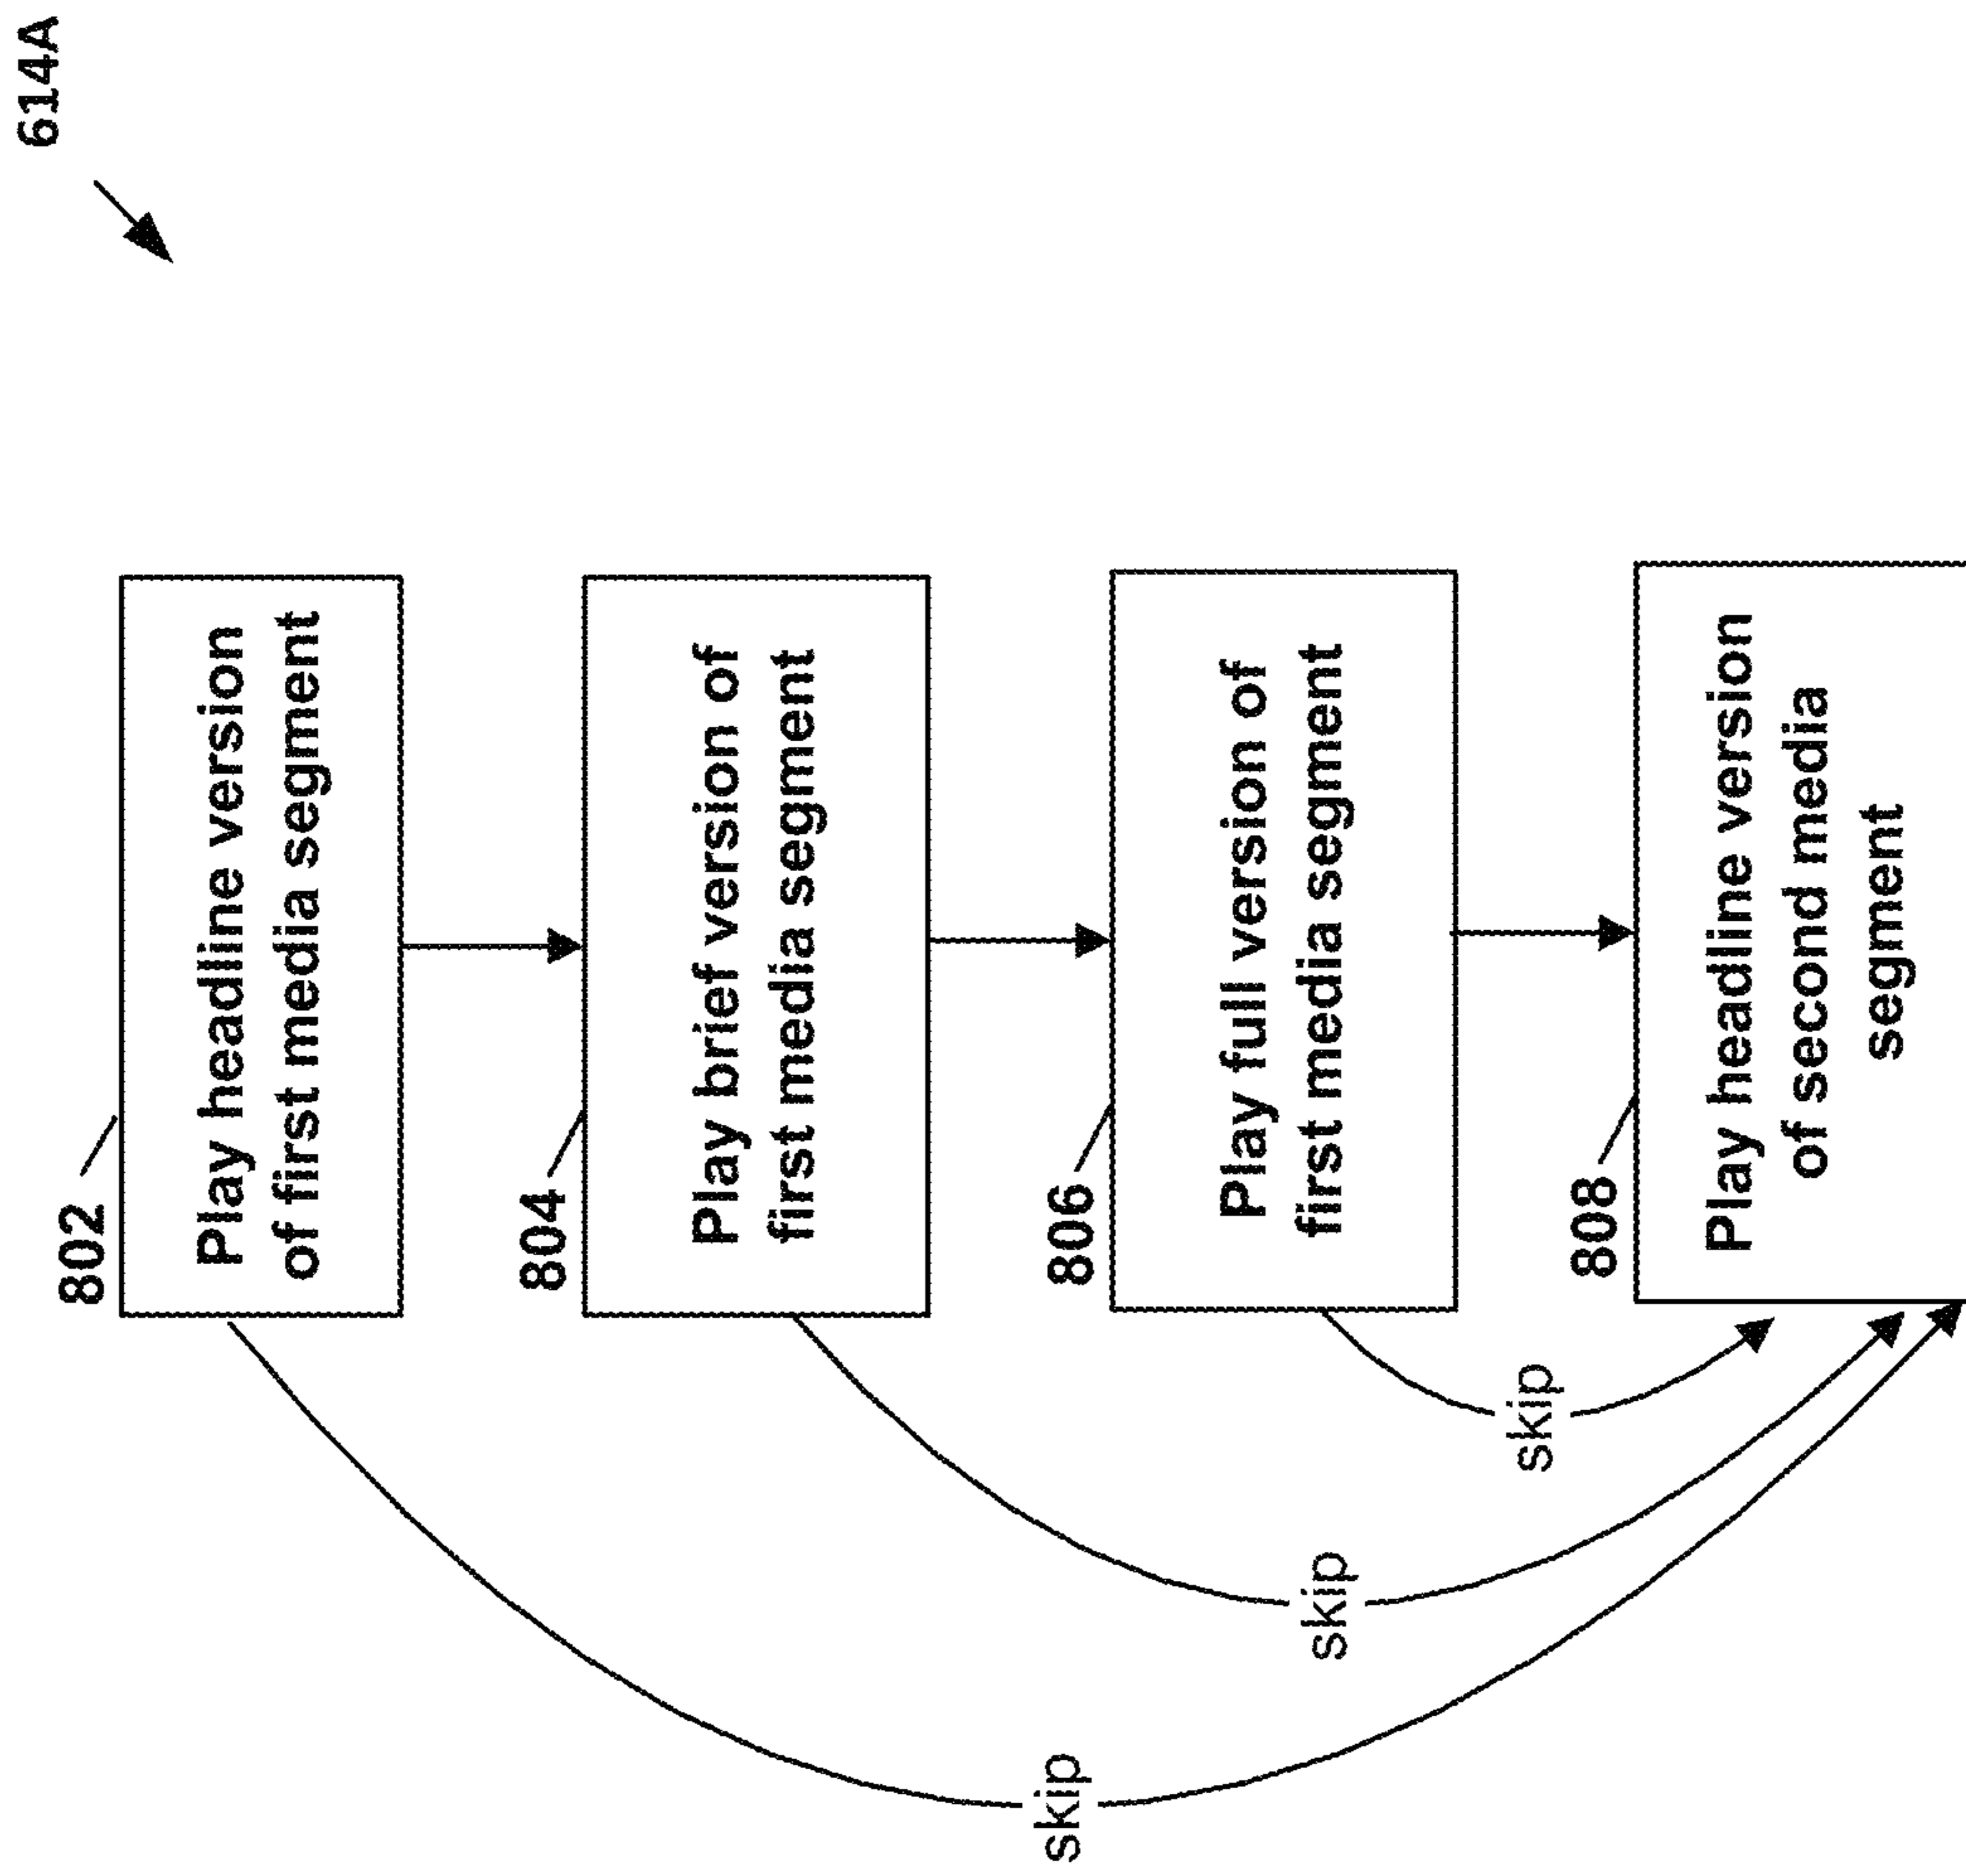 614A
802
Play headline version
of first media segment
804
Play brief version of
first media segment
806
Play full version of
first media segment
808
Play headline version
of second media
segment
skip
skip
skip